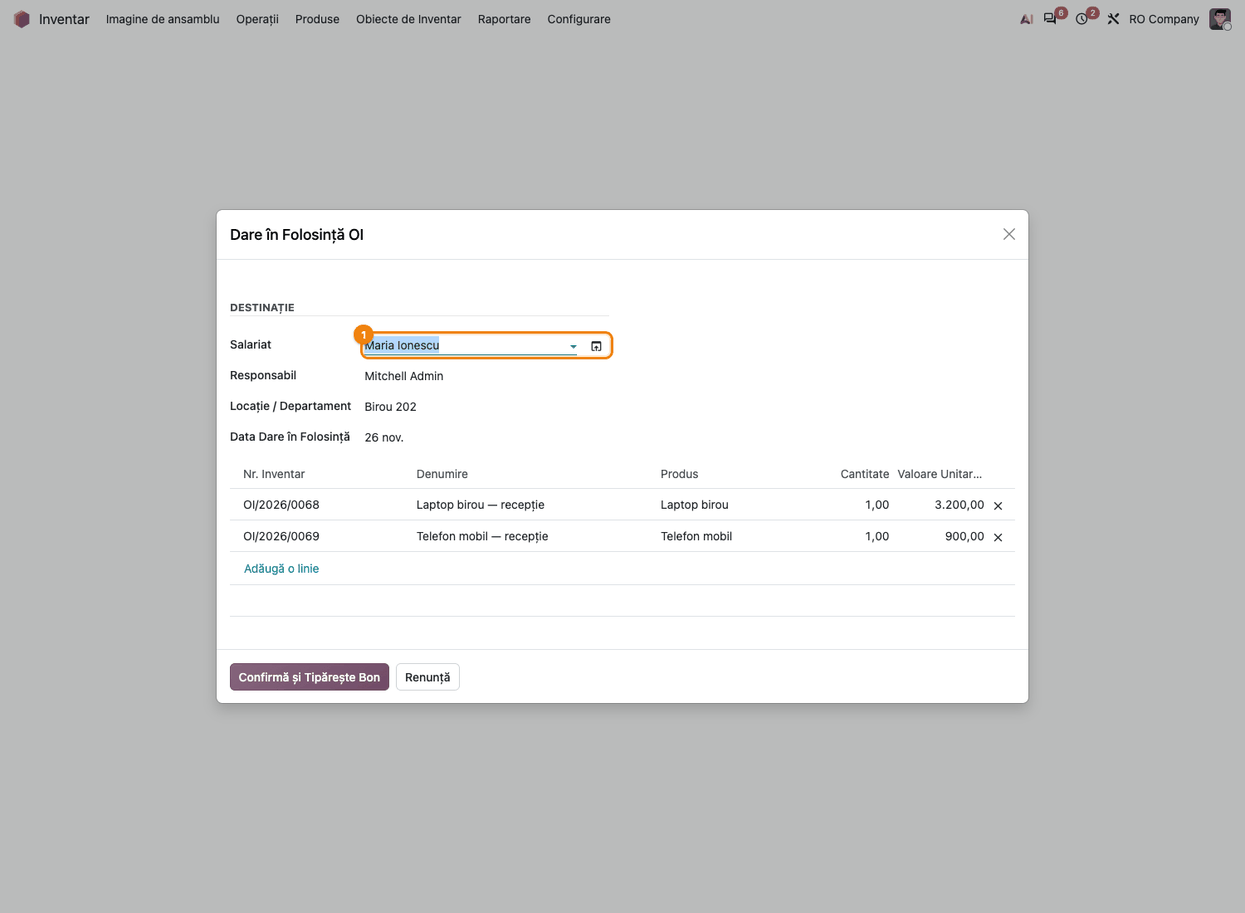 Inventar Imagine de ansamblu Operații Produse Obiecte de Inventar Raportare Configurare AI 6 2 RO Company
Dare în Folosință OI
DESTINAȚIE
1
Salariat Maria Ionescu
Responsabil Mitchell Admin
Locație / Departament Birou 202
Data Dare în Folosință 26 nov.
Nr. Inventar Denumire Produs Cantitate Valoare Unitar...
OI/2026/0068 Laptop birou — recepție Laptop birou 1,00 3.200,00
OI/2026/0069 Telefon mobil — recepție Telefon mobil 1,00 900,00
Adăugă o linie
Confirmă și Tipărește Bon Renunță